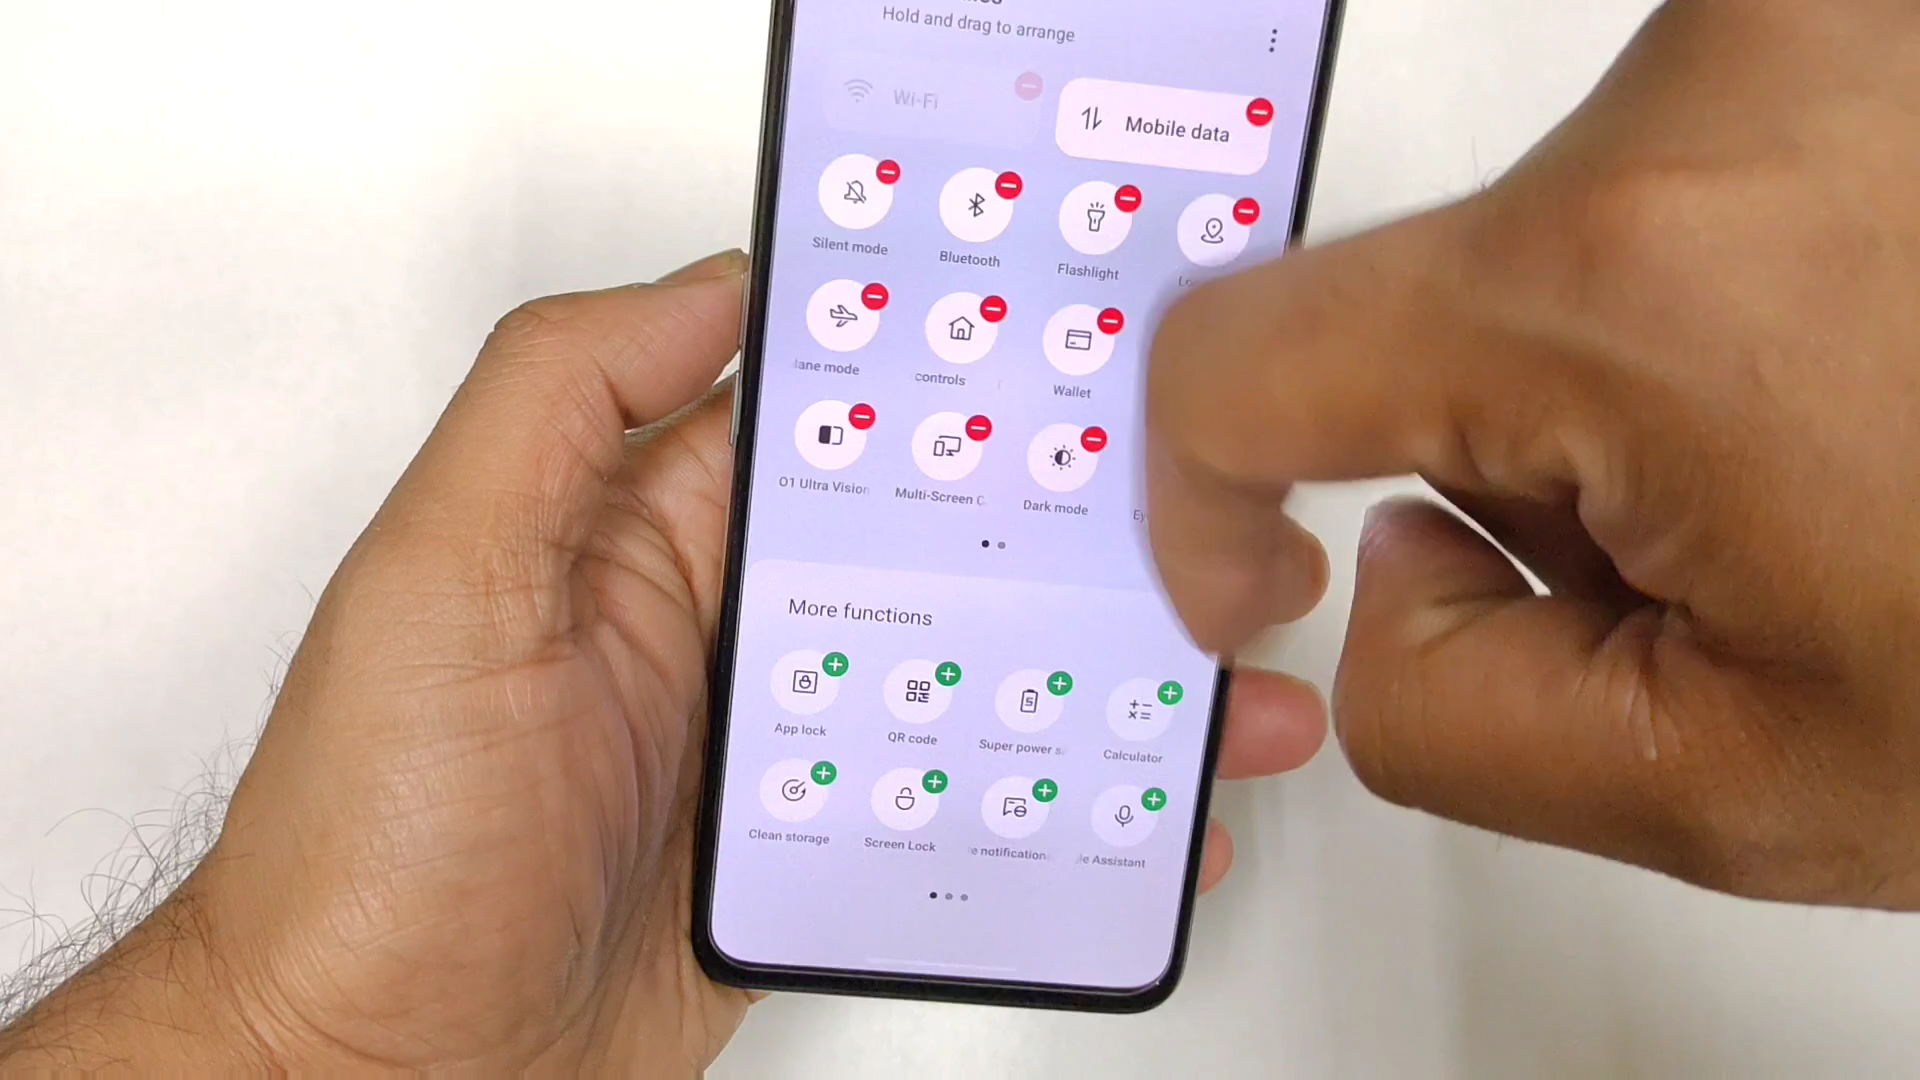 Hold and drag to arrange
Wi-Fi
Mobile data
Silent mode
Bluetooth
Flashlight
lane mode
controls
Wallet
O1 Ultra Vision
Multi-Screen C
Dark mode
More functions
App lock
QR code
Super power s
Calculator
Clean storage
Screen Lock
e notification
le Assistant